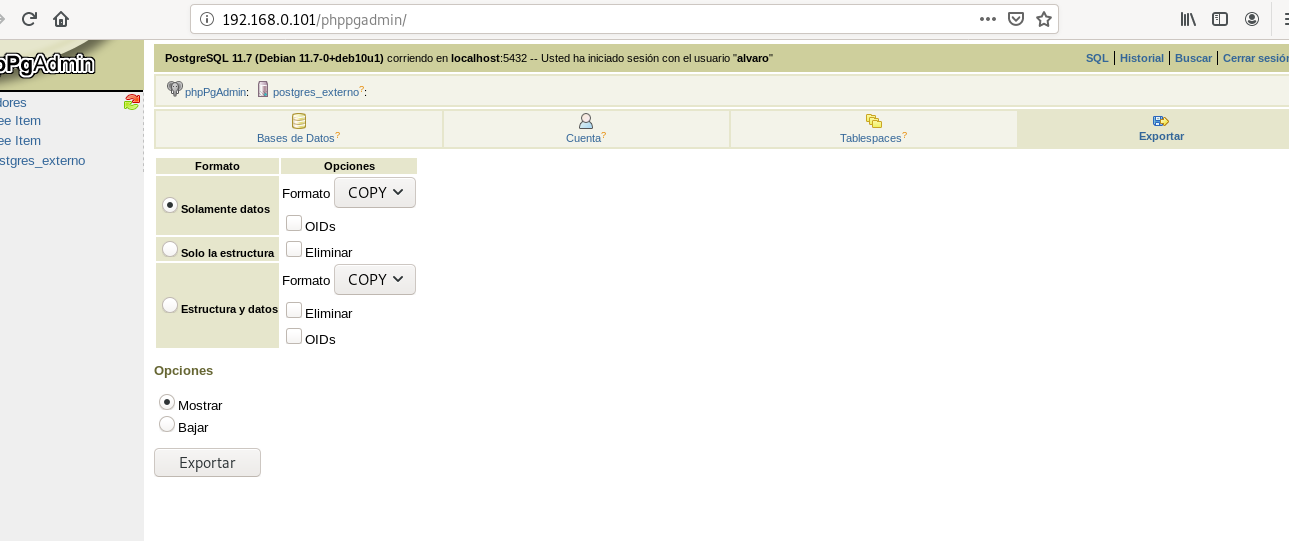 192.168.0.101/phppgadmin/
PgAdmin
PostgreSQL 11.7 (Debian 11.7-0+deb10u1) corriendo en localhost:5432 -- Usted ha iniciado sesión con el usuario "alvaro"
SQL | Historial | Buscar | Cerrar sesión
phpPgAdmin: postgres_externo?:
dores
ee Item
ee Item
stgres_externo
Bases de Datos?
Cuenta?
Tablespaces?
Exportar
Formato Opciones
Solamente datos
Formato COPY
OIDs
Solo la estructura
Eliminar
Estructura y datos
Formato COPY
Eliminar
OIDs
Opciones
Mostrar
Bajar
Exportar